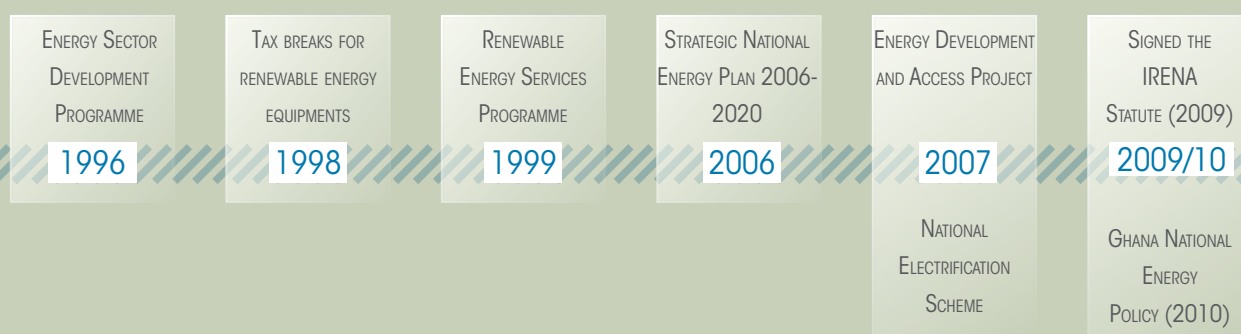 Energy Sector
Development
Programme
1996
Tax breaks for
renewable energy
equipments
1998
Renewable
Energy Services
Programme
1999
Strategic National
Energy Plan 2006-
2020
2006
Energy Development
and Access Project
2007
National
Electrification
Scheme
Signed the
IRENA
Statute (2009)
2009/10
Ghana National
Energy
Policy (2010)